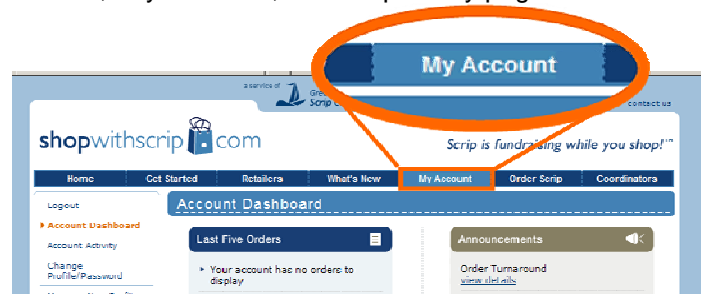 My Account
a service of
Scrip
contact us
shopwithscrip.com
Scrip is fundraising while you shop!™
Home Get Started Retailers What's New My Account Order Scrip Coordinators
Logout
Account Dashboard
Account Dashboard
Account Activity
Change
Profile/Password
Last Five Orders
Your account has no orders to
display
Announcements
Order Turnaround
view details